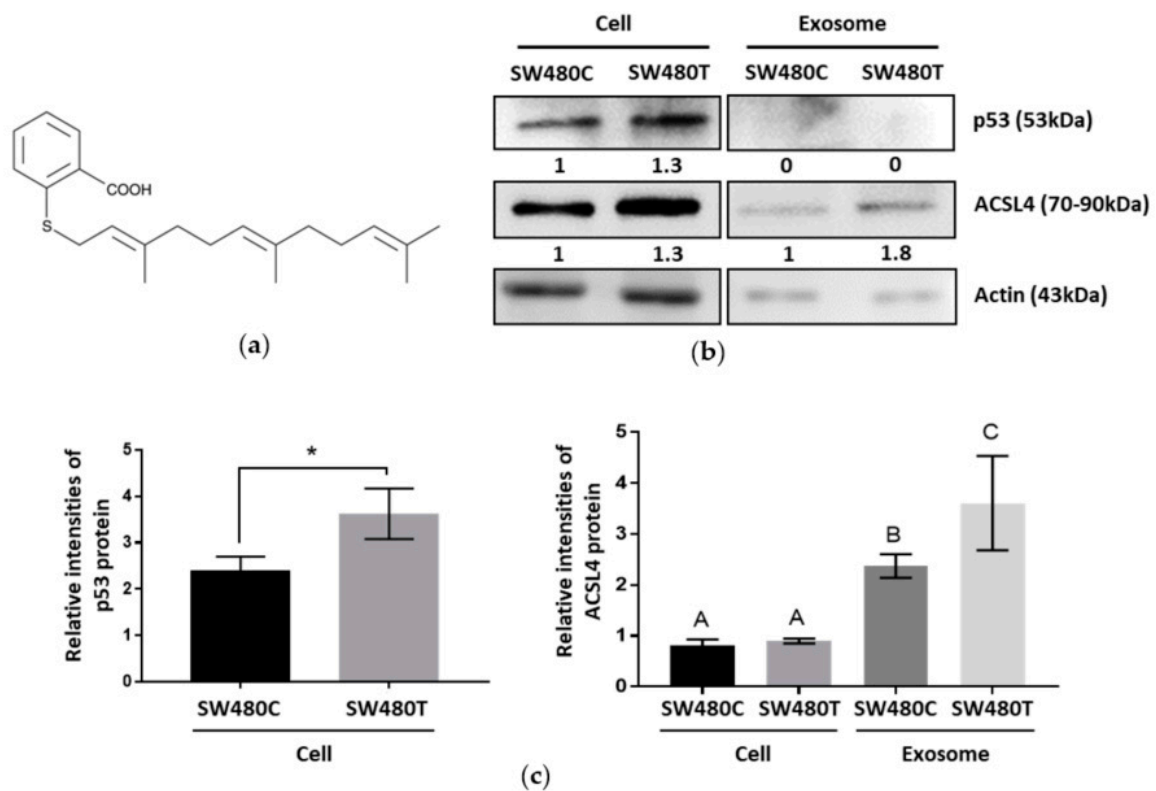 Cell Exosome
SW480C SW480T SW480C SW480T
p53 (53kDa)
1 1.3 0 0
COOH
ACSL4 (70-90kDa)
S
1 1.3 1 1.8
Actin (43kDa)
(a)
(b)
Relative intensities of
p53 protein
5
4
3
2
1
0
*
SW480C SW480T
Cell
Relative intensities of
ACSL4 protein
5
4
3
2
1
0
A A B C
SW480C SW480T SW480C SW480T
Cell Exosome
(c)